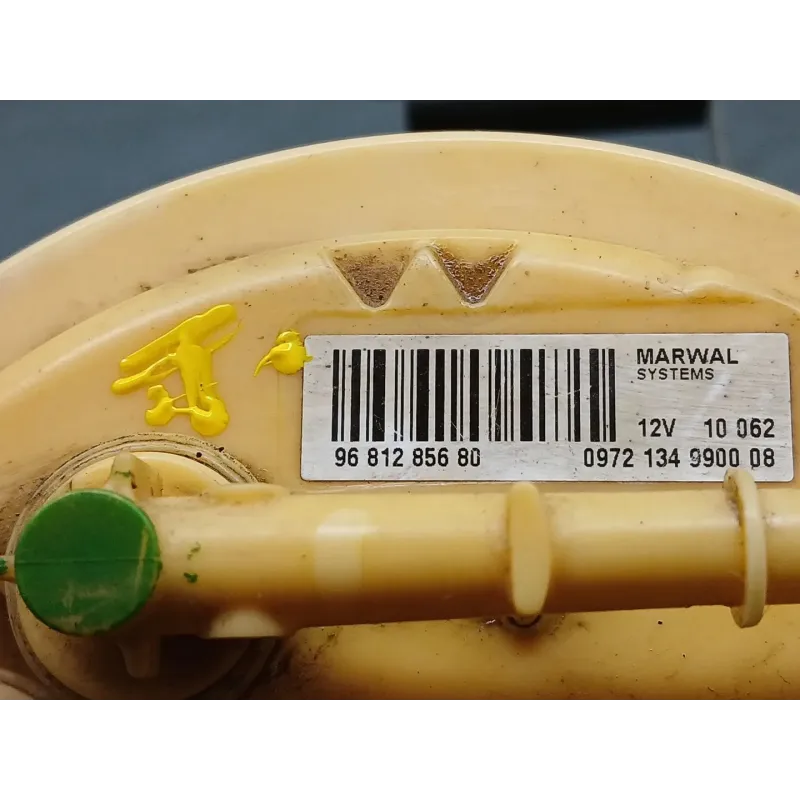 MARWAL
SYSTEMS
12V 10 062
96 812 856 80 0972 134 9900 08